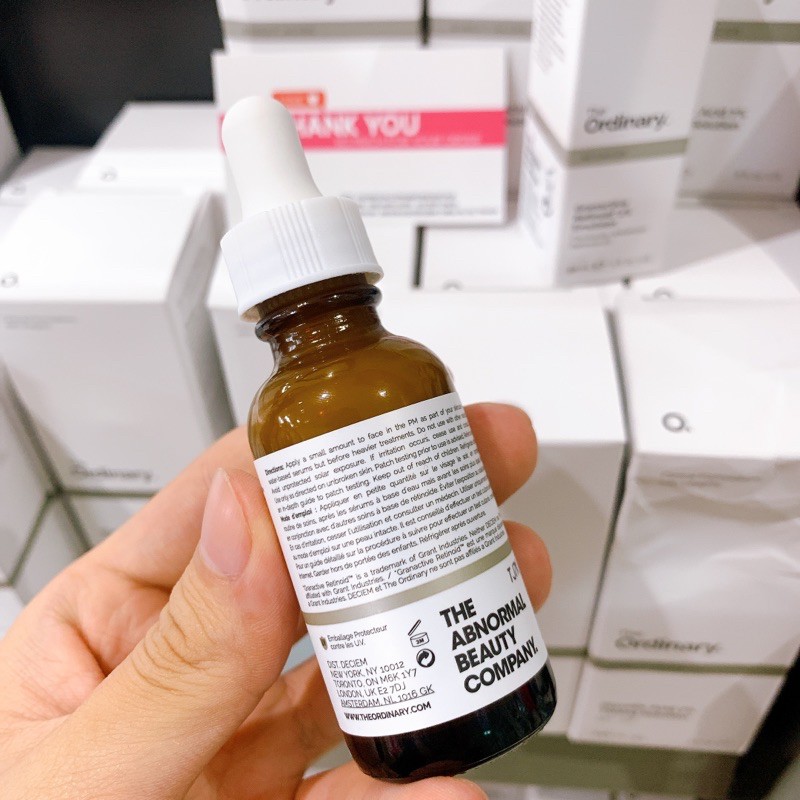 THANK YOU
Ordinary.
Ordinary.
Ordinary.
Directions: Apply a small amount to face in the PM as part of your
water-based serums but before heavier treatments. Do not use with other
Avoid unprotected solar exposure. If irritation occurs, cease use and
Use only as directed on unbroken skin. Patch testing prior to use is advised.
an in-depth guide to patch testing. Keep out of reach of children.
Mode d'emploi : Appliquer en petite quantité sur le visage le
routine de soins, après les sérums à base d'eau mais avant les soins
en conjonction avec d'autres soins à base de rétinoïde. Éviter l'exposition
En cas d'irritation, cesser l'utilisation et consulter un médecin. Utiliser
au mode d'emploi sur une peau intacte. Il est conseillé d'effectuer un test
Pour un guide détaillé sur la procédure à suivre pour effectuer un test cutané
Internet. Garder hors de portée des enfants. Réfrigérer après ouverture.
"Granactive Retinoid™ is a trademark of Grant Industries. Neither DECIEM
affiliated with Grant Industries. / "Granactive Retinoid™ est une marque
à Grant Industries. DECIEM et The Ordinary ne sont pas affiliés à Grant
Emballage Protecteur
contre les UV.
3M
DIST. DECIEM
NEW YORK, NY 10012
TORONTO, ON M6K 1Y7
LONDON, UK E2 7DJ
AMSTERDAM, NL 1016 GK
WWW.THEORDINARY.COM
THE
ABNORMAL
BEAUTY
COMPANY.